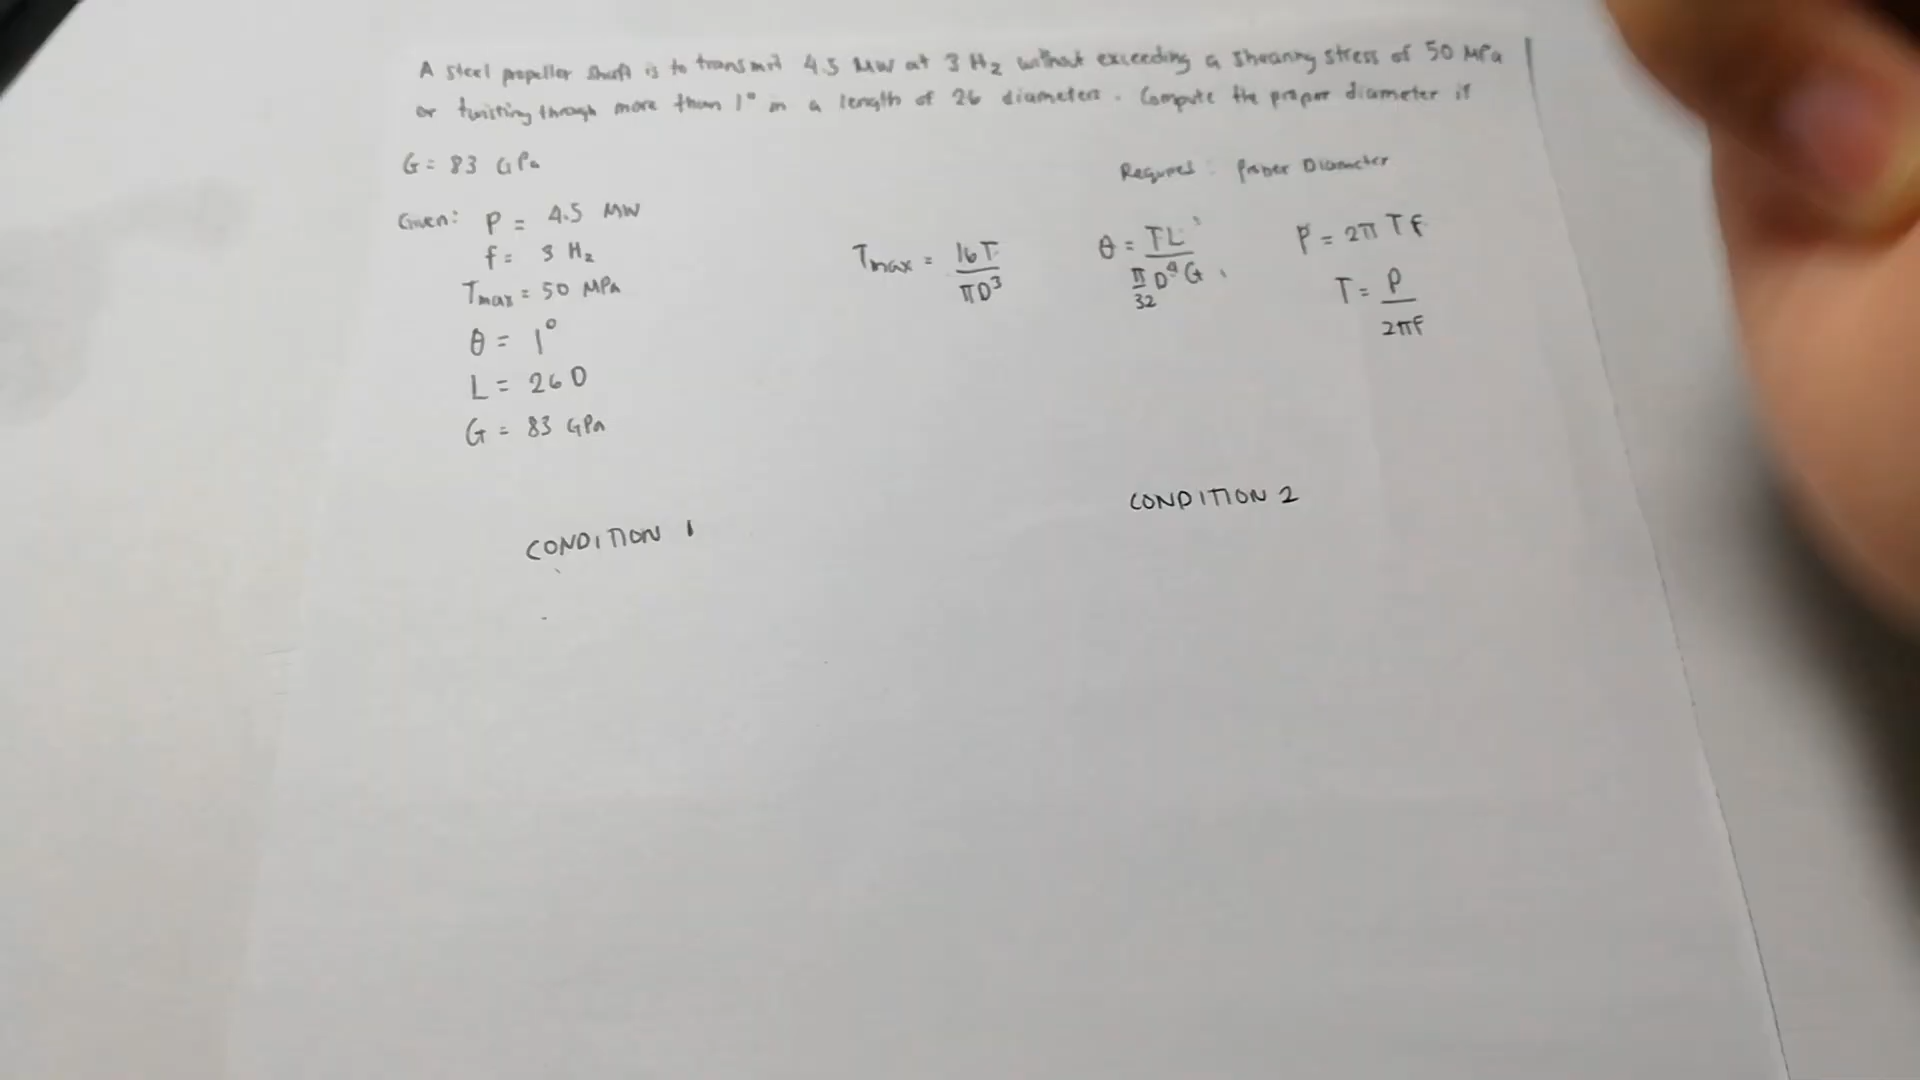 A steel propeller shaft is to transmit 4.5 MW at 3 Hz without exceeding a shearing stress of 50 MPa
or twisting through more than 1° in a length of 26 diameters. Compute the proper diameter if
G = 83 GPa
Required: Proper Diameter
Given: P = 4.5 MW
f = 3 Hz
Tmax = 50 MPa
θ = 1°
L = 26 D
G = 83 GPa
Tmax = 16T / πD³
θ = TL / π/32 D⁴ G
P = 2π T f
T = P / 2πf
CONDITION 1
CONDITION 2